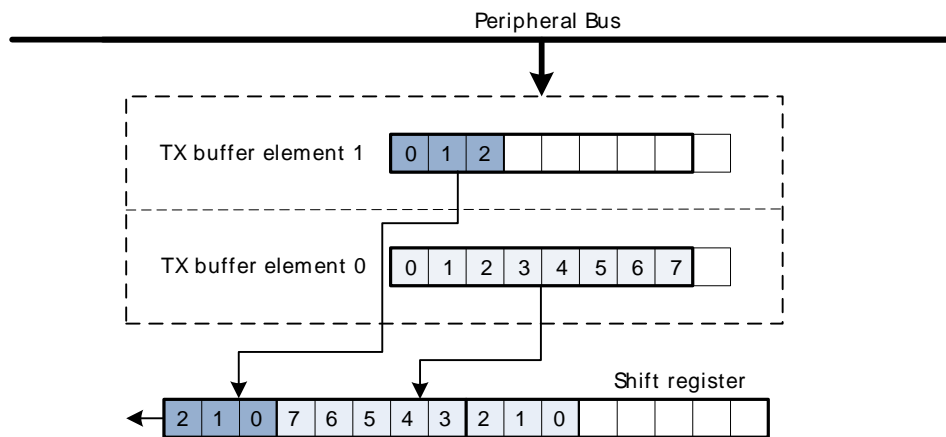 Peripheral Bus
TX buffer element 1 0 1 2
TX buffer element 0 0 1 2 3 4 5 6 7
Shift register
2 1 0 7 6 5 4 3 2 1 0